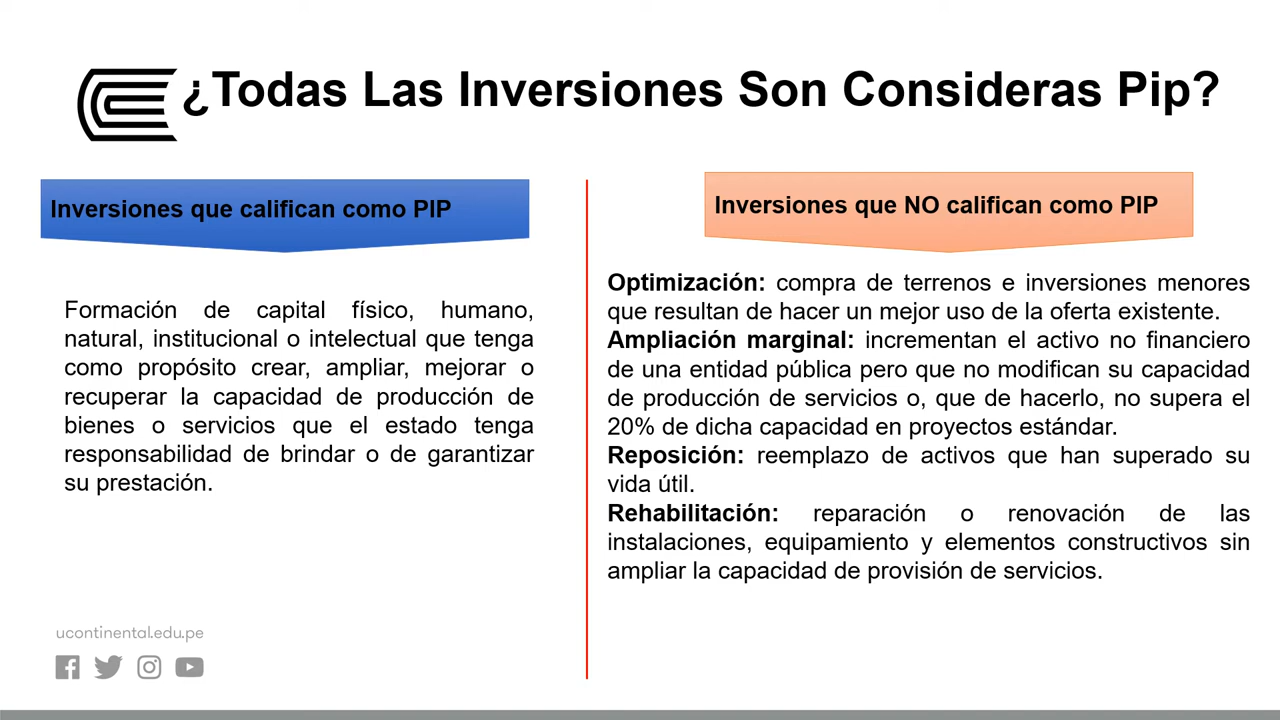 ¿Todas Las Inversiones Son Consideras Pip?
Inversiones que califican como PIP
Formación de capital físico, humano,
natural, institucional o intelectual que tenga
como propósito crear, ampliar, mejorar o
recuperar la capacidad de producción de
bienes o servicios que el estado tenga
responsabilidad de brindar o de garantizar
su prestación.
Inversiones que NO califican como PIP
Optimización: compra de terrenos e inversiones menores
que resultan de hacer un mejor uso de la oferta existente.
Ampliación marginal: incrementan el activo no financiero
de una entidad pública pero que no modifican su capacidad
de producción de servicios o, que de hacerlo, no supera el
20% de dicha capacidad en proyectos estándar.
Reposición: reemplazo de activos que han superado su
vida útil.
Rehabilitación: reparación o renovación de las
instalaciones, equipamiento y elementos constructivos sin
ampliar la capacidad de provisión de servicios.
ucontinental.edu.pe